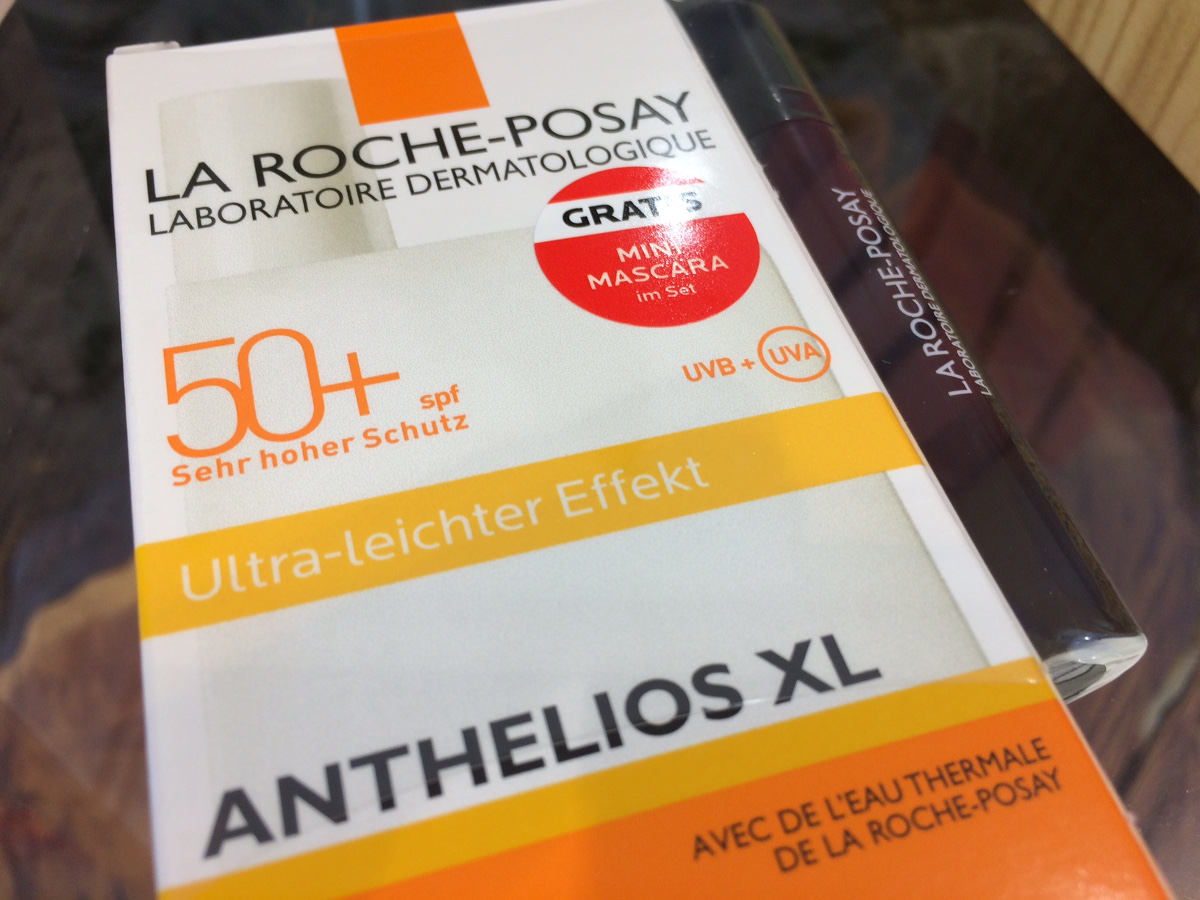 LA ROCHE-POSAY
LABORATOIRE DERMATOLOGIQUE
GRATIS
MINI
MASCARA
im Set
50+
spf
Sehr hoher Schutz
UVB + UVA
Ultra-leichter Effekt
ANTHELIOS XL
AVEC DE L'EAU THERMALE
DE LA ROCHE-POSAY
LA ROCHE-POSAY
LABORATOIRE DERMATOLOGIQUE